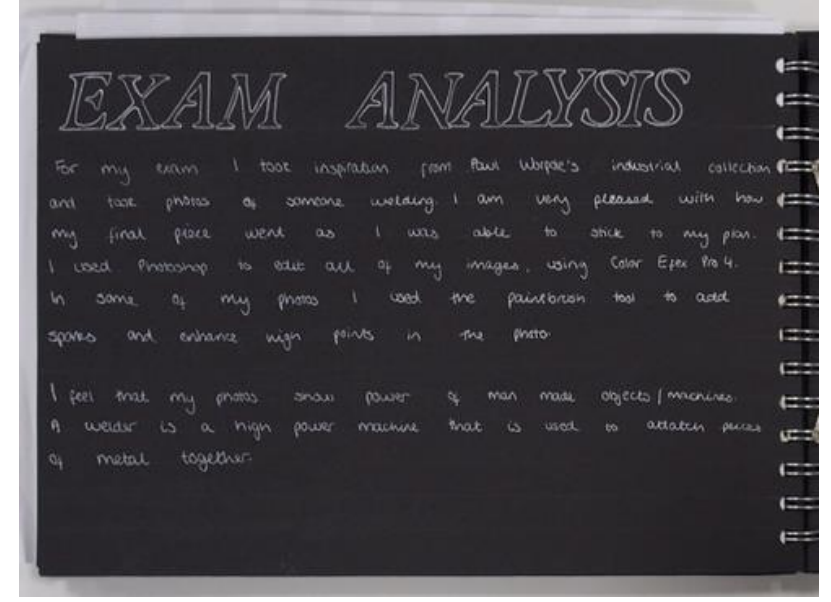 EXAM ANALYSIS
For my exam I took inspiration from Paul industrial collection
and took photos of someone welding. I am very pleased with how
my final piece went as I was able to stick to my plan.
I used Photoshop to edit all of my images, using Color Efex Pro 4.
In some of my photos I used the paintbrush tool to add
sparks and enhance high points in the photo.
I feel that my photos show power of man made objects/machines.
A welder is a high power machine that is used to attatch peices
of metal together.